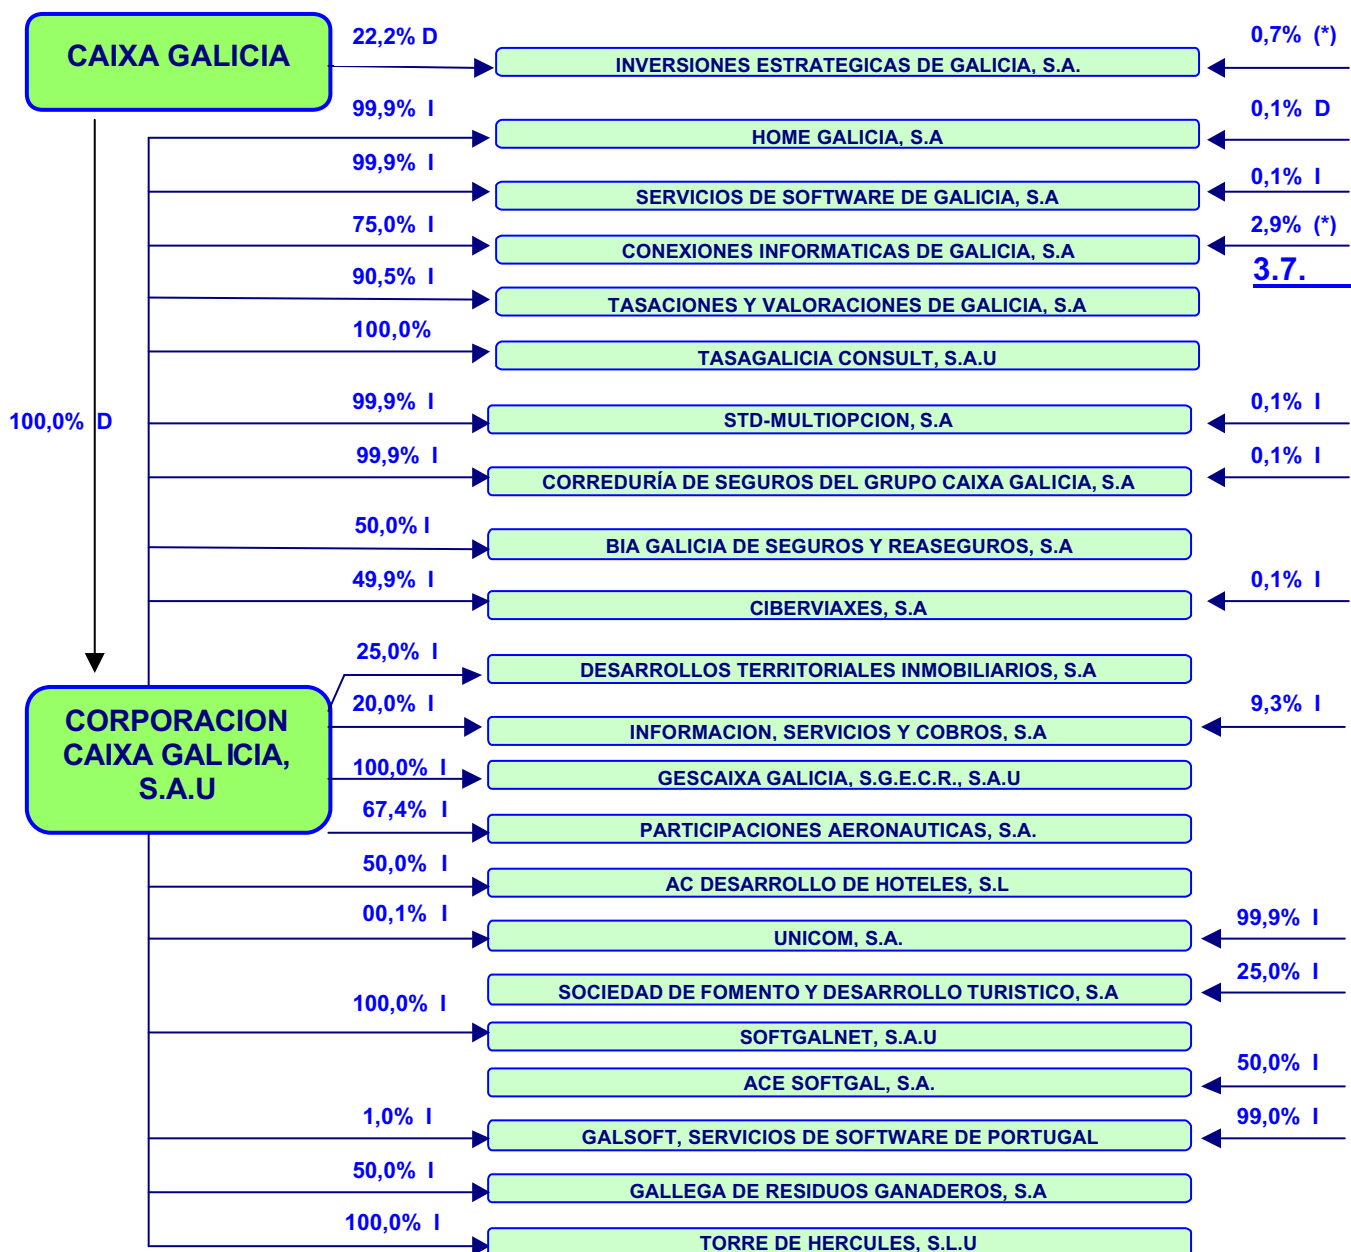 CAIXA GALICIA
22,2% D
INVERSIONES ESTRATEGICAS DE GALICIA, S.A.
0,7% (*)
99,9% I
HOME GALICIA, S.A
0,1% D
99,9% I
SERVICIOS DE SOFTWARE DE GALICIA, S.A
0,1% I
75,0% I
CONEXIONES INFORMATICAS DE GALICIA, S.A
2,9% (*)
3.7.
90,5% I
TASACIONES Y VALORACIONES DE GALICIA, S.A
100,0%
TASAGALICIA CONSULT, S.A.U
100,0% D
99,9% I
STD-MULTIOPCION, S.A
0,1% I
99,9% I
CORREDURÍA DE SEGUROS DEL GRUPO CAIXA GALICIA, S.A
0,1% I
50,0% I
BIA GALICIA DE SEGUROS Y REASEGUROS, S.A
49,9% I
CIBERVIAXES, S.A
0,1% I
25,0% I
DESARROLLOS TERRITORIALES INMOBILIARIOS, S.A
CORPORACION
CAIXA GALICIA,
S.A.U
20,0% I
INFORMACION, SERVICIOS Y COBROS, S.A
9,3% I
100,0% I
GESCAIXA GALICIA, S.G.E.C.R., S.A.U
67,4% I
PARTICIPACIONES AERONAUTICAS, S.A.
50,0% I
AC DESARROLLO DE HOTELES, S.L
00,1% I
UNICOM, S.A.
99,9% I
SOCIEDAD DE FOMENTO Y DESARROLLO TURISTICO, S.A
25,0% I
100,0% I
SOFTGALNET, S.A.U
ACE SOFTGAL, S.A.
50,0% I
1,0% I
GALSOFT, SERVICIOS DE SOFTWARE DE PORTUGAL
99,0% I
50,0% I
GALLEGA DE RESIDUOS GANADEROS, S.A
100,0% I
TORRE DE HERCULES, S.L.U